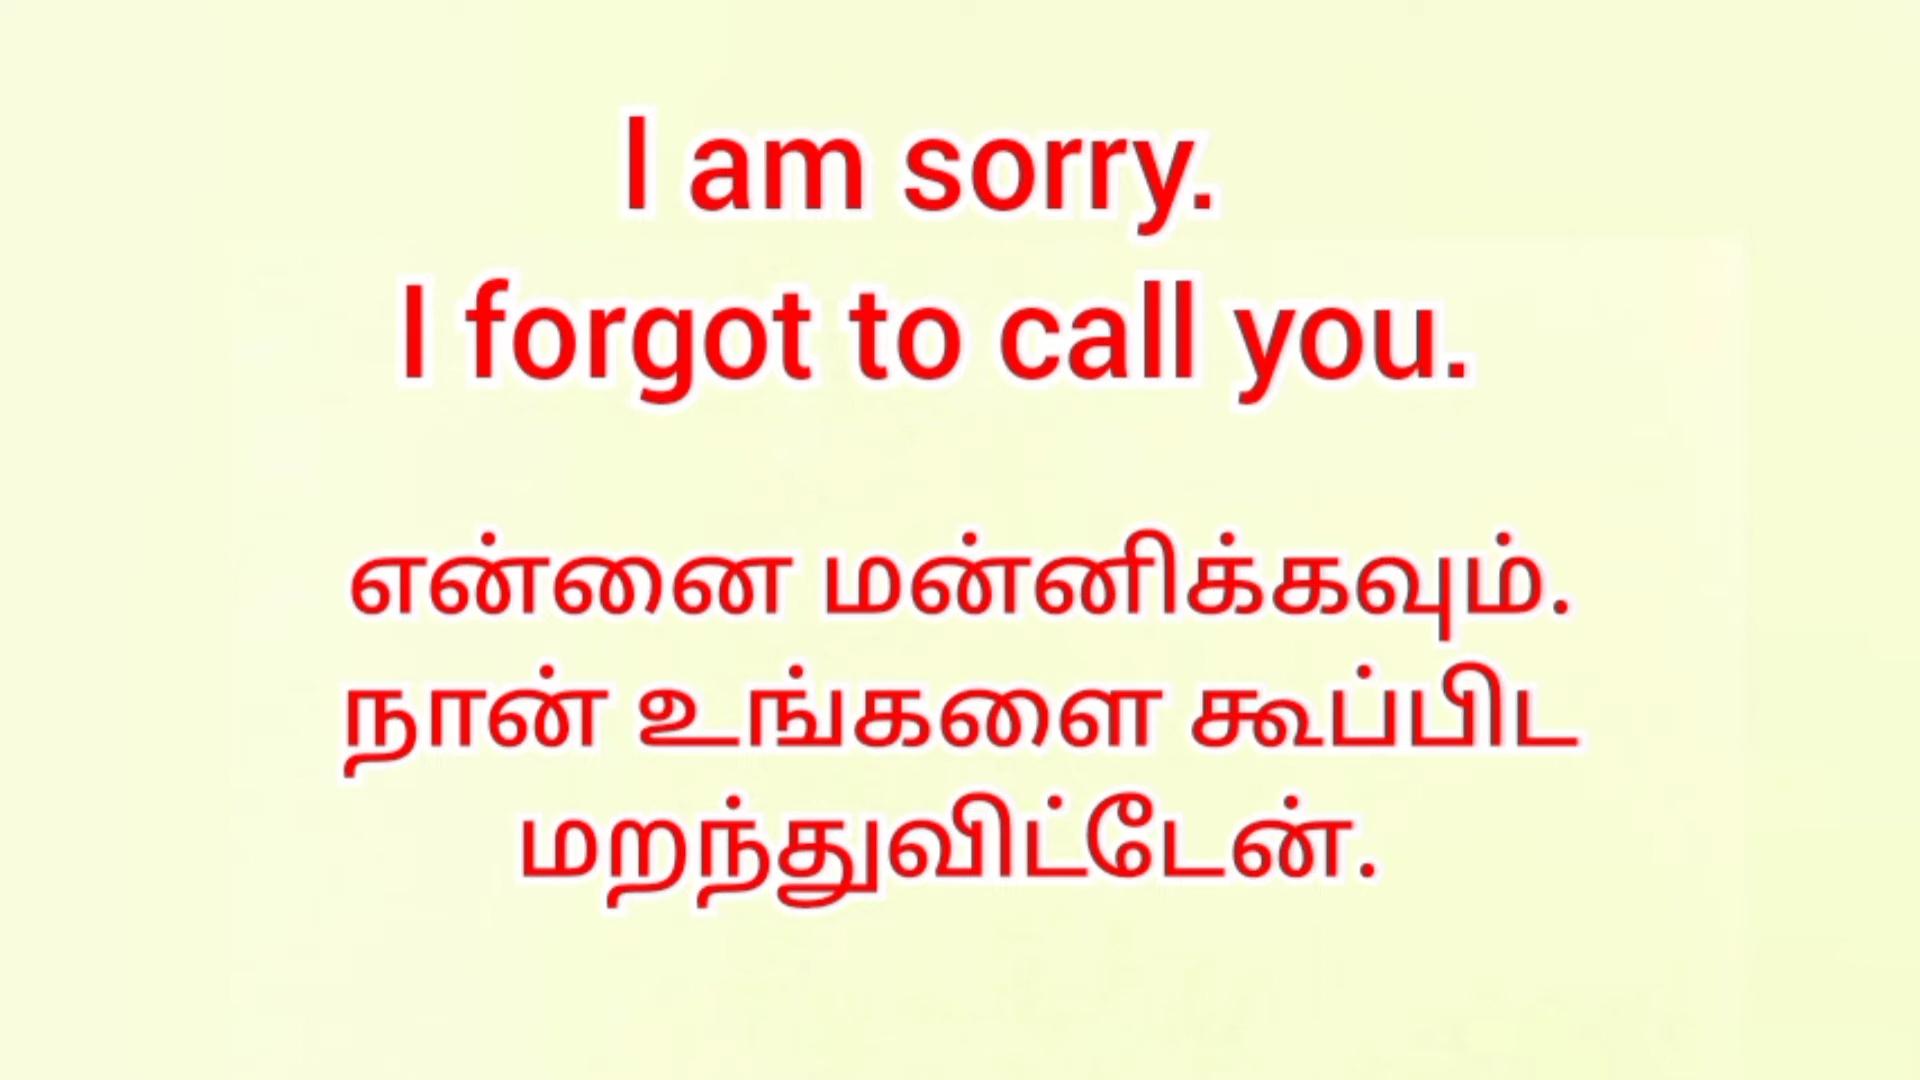 I am sorry.
I forgot to call you.
என்னை மன்னிக்கவும்.
நான் உங்களை கூப்பிட
மறந்துவிட்டேன்.